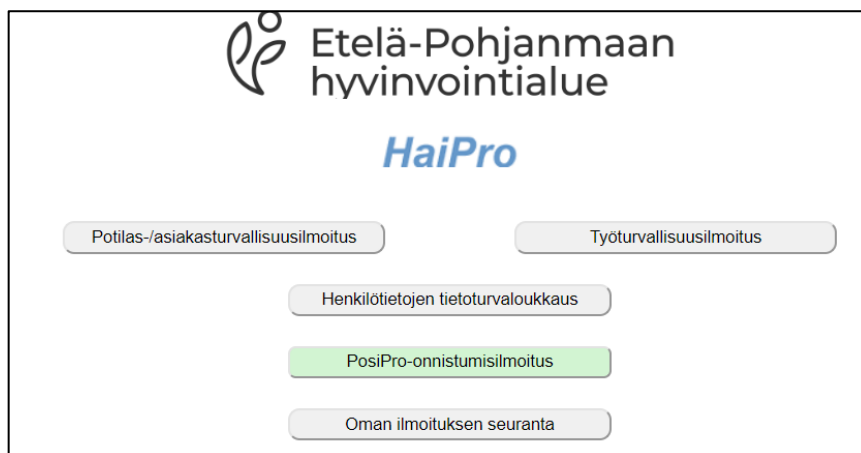 Etelä-Pohjanmaan
hyvinvointialue
HaiPro
Potilas-/asiakasturvallisuusilmoitus
Työturvallisuusilmoitus
Henkilötietojen tietoturvaloukkaus
PosiPro-onnistumisilmoitus
Oman ilmoituksen seuranta